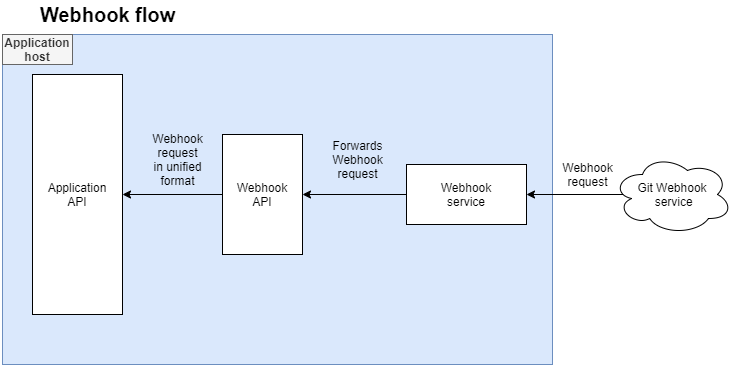 Webhook flow
Application
host
Application
API
Webhook
request
in unified
format
Webhook
API
Forwards
Webhook
request
Webhook
service
Webhook
request
Git Webhook
service